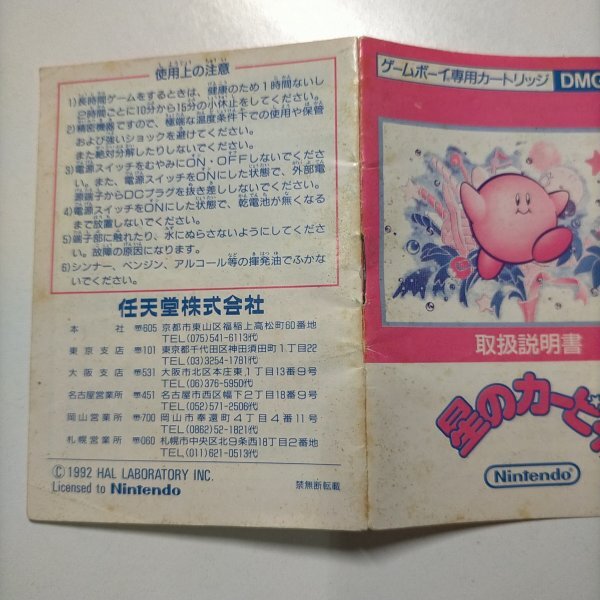 使用上の注意
1)長時間ゲームをするときは、健康のため1時間ないし
2時間ごとに10分から15分の小休止をしてください。
2)精密機器ですので、極端な温度条件下での使用や保管
および強いショックを避けてください。
また絶対分解したりしないでください。
3)電源スイッチをむやみにON・OFFしないでくださ
い。また、電源スイッチをONにした状態で、外部電
源端子からDCプラグを抜き差ししないでください。
4)電源スイッチをONにした状態で、乾電池が無くなる
まで放置しないでください。
5)端子部に触れたり、水にぬらさないようにしてくださ
い。故障の原因になります。
6)シンナー、ベンジン、アルコール等の揮発油でふかな
いでください。
任天堂株式会社
本社 〒605 京都市東山区福稲上高松町60番地
TEL(075)541-6113代
東京支店 〒101 東京都千代田区神田須田町1丁目22
TEL(03)3254-1781代
大阪支店 〒531 大阪市北区本庄東1丁目13番9号
TEL(06)376-5950代
名古屋営業所 〒451 名古屋市西区幅下2丁目18番9号
TEL(052)571-2506代
岡山営業所 〒700 岡山市奉還町4丁目4番11号
TEL(0862)52-1821代
札幌営業所 〒060 札幌市中央区北9条西18丁目2番地
TEL(011)621-0513代
© 1992 HAL LABORATORY INC.
Licensed to Nintendo
禁無断転載
ゲームボーイ専用カートリッジ DMG
取扱説明書
星のカービ
Nintendo